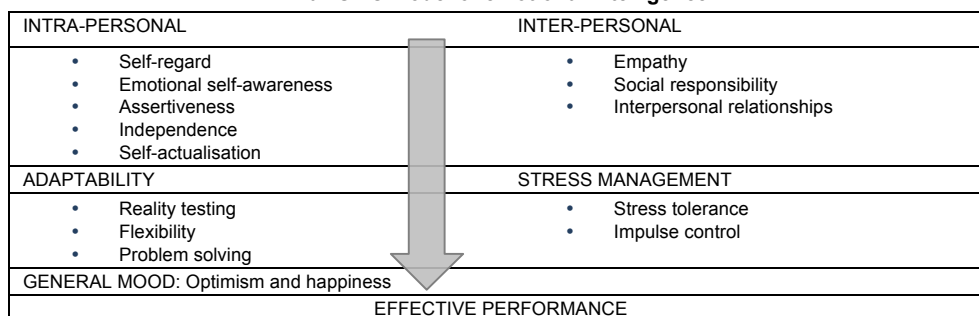 INTRA-PERSONAL
INTER-PERSONAL
• Self-regard
• Emotional self-awareness
• Assertiveness
• Independence
• Self-actualisation
• Empathy
• Social responsibility
• Interpersonal relationships
ADAPTABILITY
STRESS MANAGEMENT
• Reality testing
• Flexibility
• Problem solving
• Stress tolerance
• Impulse control
GENERAL MOOD: Optimism and happiness
EFFECTIVE PERFORMANCE